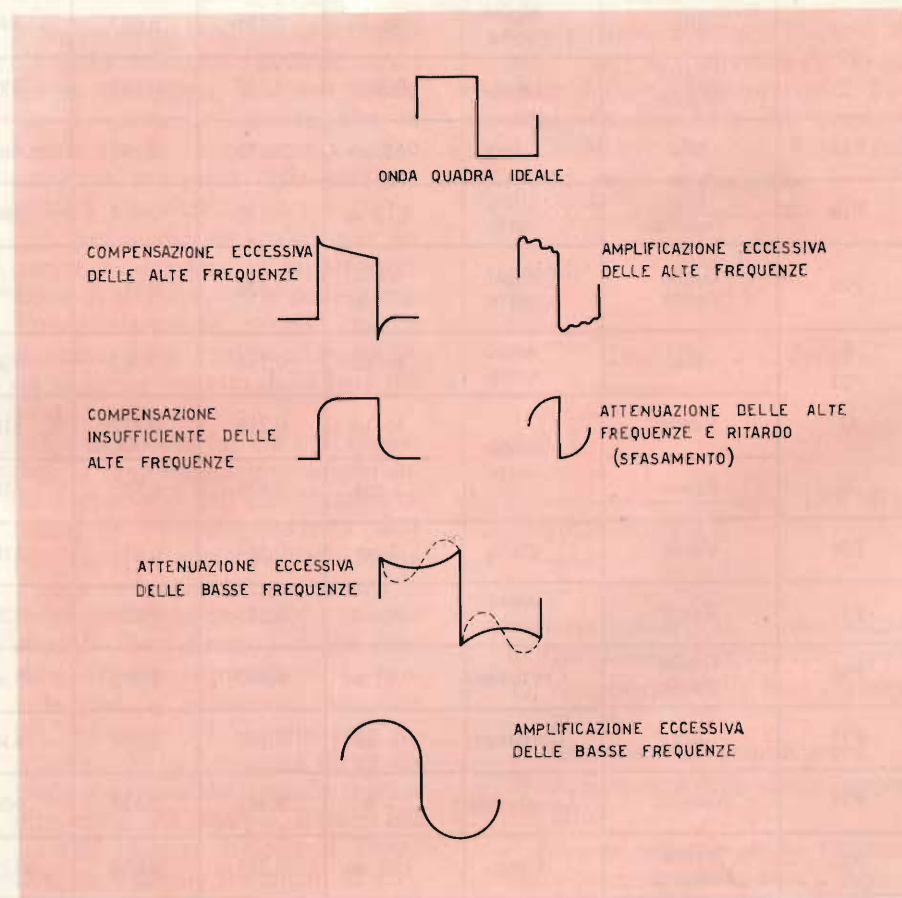 ONDA QUADRA IDEALE
COMPENSAZIONE ECCESSIVA
DELLE ALTE FREQUENZE
AMPLIFICAZIONE ECCESSIVA
DELLE ALTE FREQUENZE
COMPENSAZIONE
INSUFFICIENTE DELLE
ALTE FREQUENZE
ATTENUAZIONE DELLE ALTE
FREQUENZE E RITARDO
(SFASAMENTO)
ATTENUAZIONE ECCESSIVA
DELLE BASSE FREQUENZE
AMPLIFICAZIONE ECCESSIVA
DELLE BASSE FREQUENZE